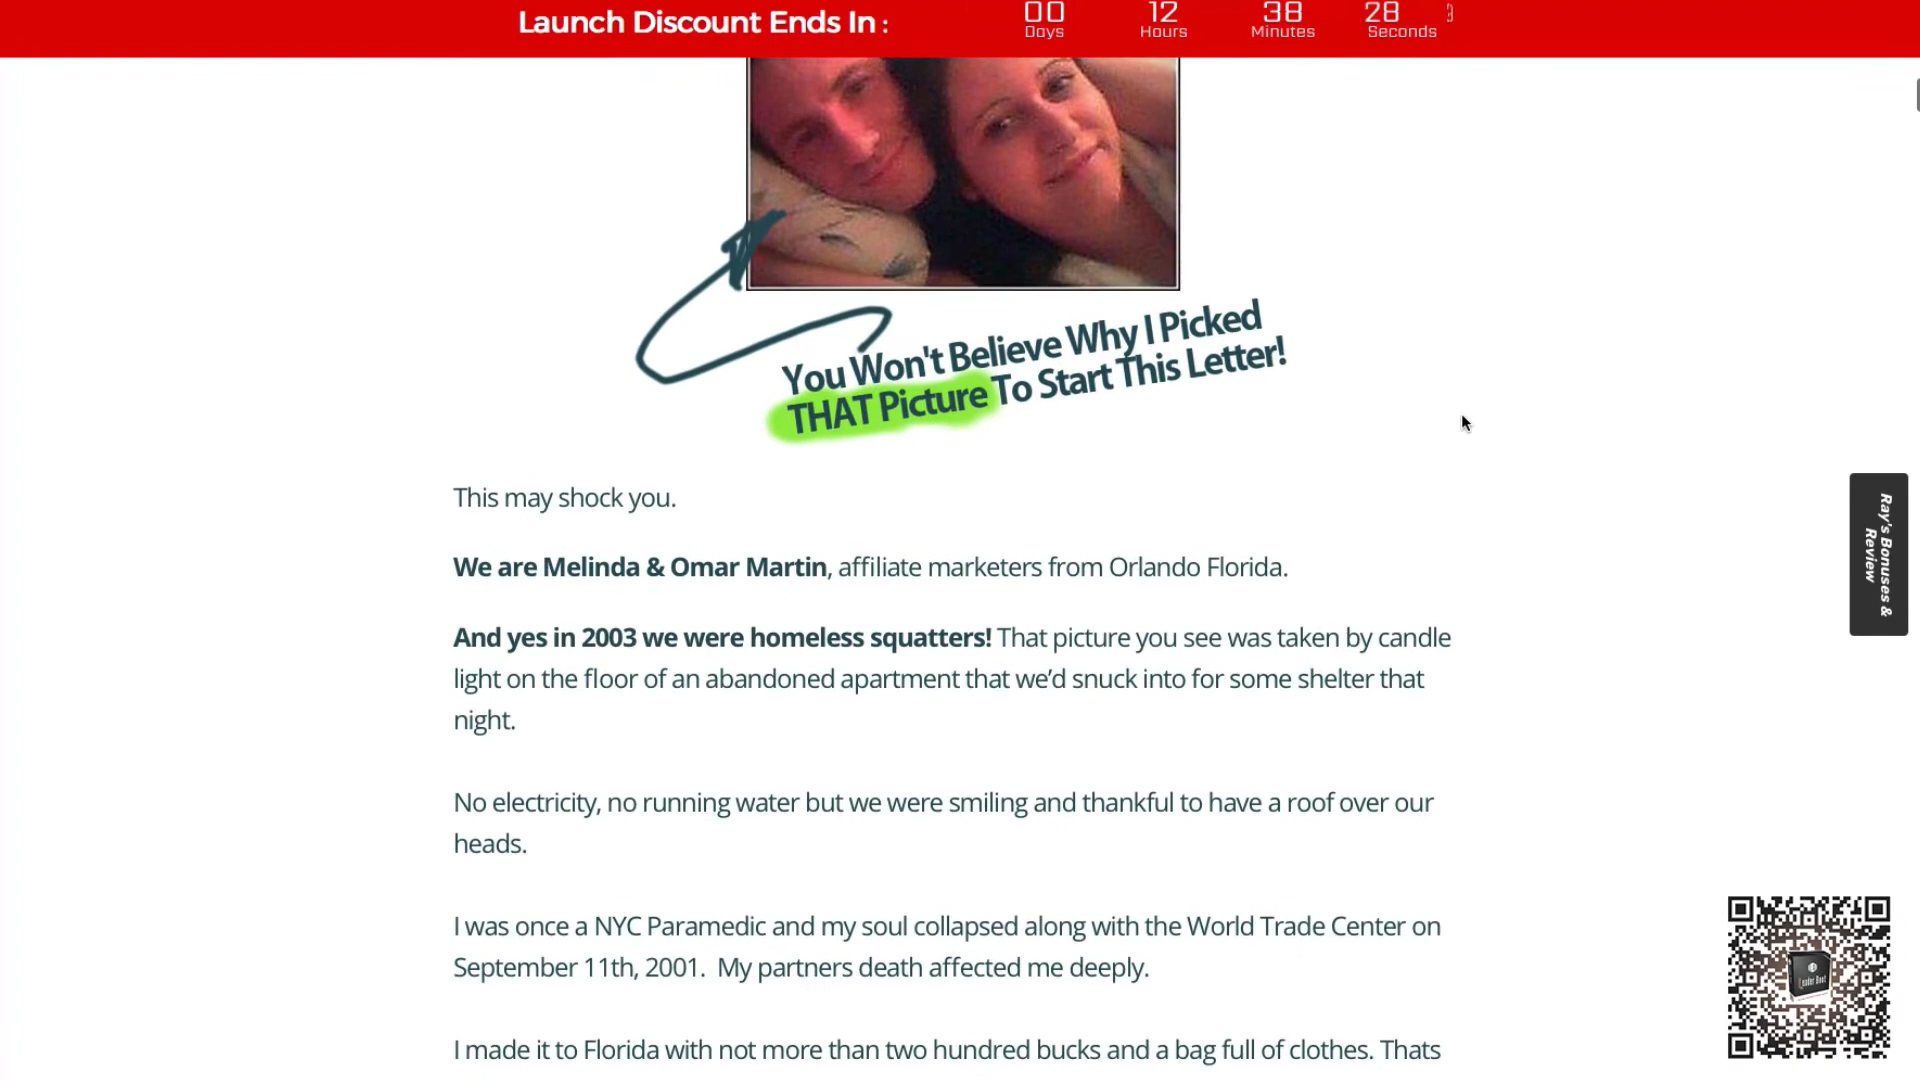 Launch Discount Ends In :
00 12 38 28
Days Hours Minutes Seconds
You Won't Believe Why I Picked
THAT Picture To Start This Letter!
This may shock you.
We are Melinda & Omar Martin, affiliate marketers from Orlando Florida.
And yes in 2003 we were homeless squatters! That picture you see was taken by candle
light on the floor of an abandoned apartment that we’d snuck into for some shelter that
night.
No electricity, no running water but we were smiling and thankful to have a roof over our
heads.
I was once a NYC Paramedic and my soul collapsed along with the World Trade Center on
September 11th, 2001.  My partners death affected me deeply.
I made it to Florida with not more than two hundred bucks and a bag full of clothes. Thats
Ray's Bonuses &
Review